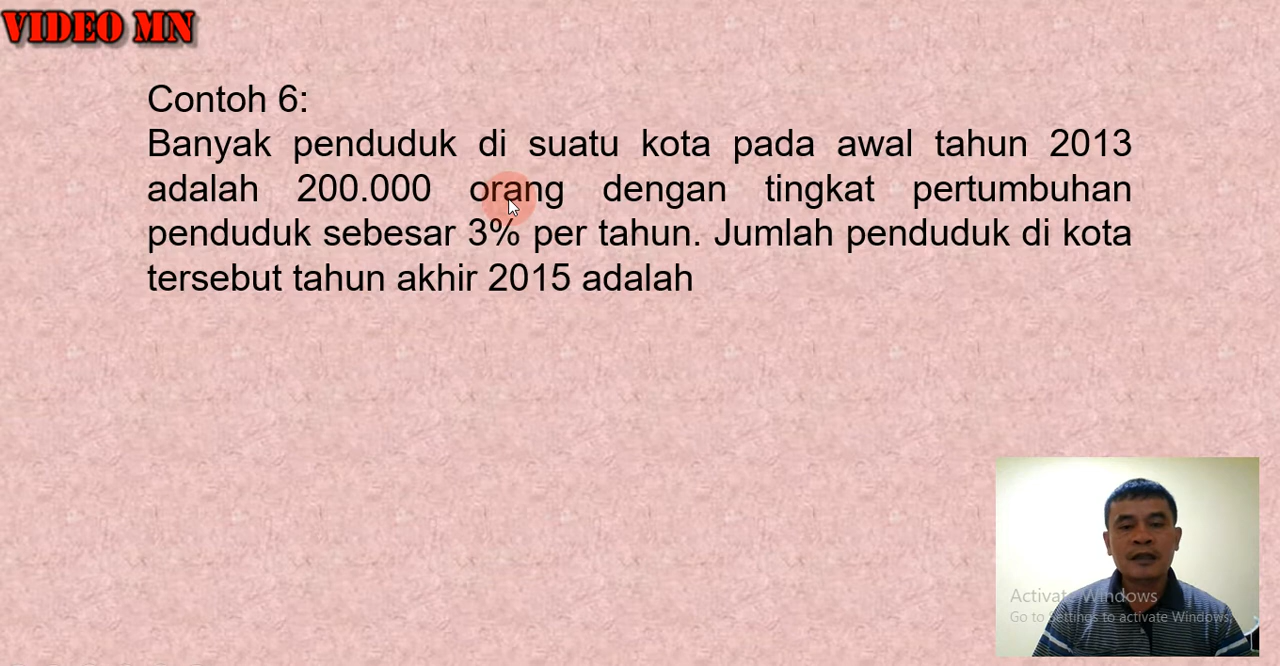 VIDEO MN
Contoh 6:
Banyak penduduk di suatu kota pada awal tahun 2013
adalah 200.000 orang dengan tingkat pertumbuhan
penduduk sebesar 3% per tahun. Jumlah penduduk di kota
tersebut tahun akhir 2015 adalah
Activate Windows
Go to Settings to activate Windows.